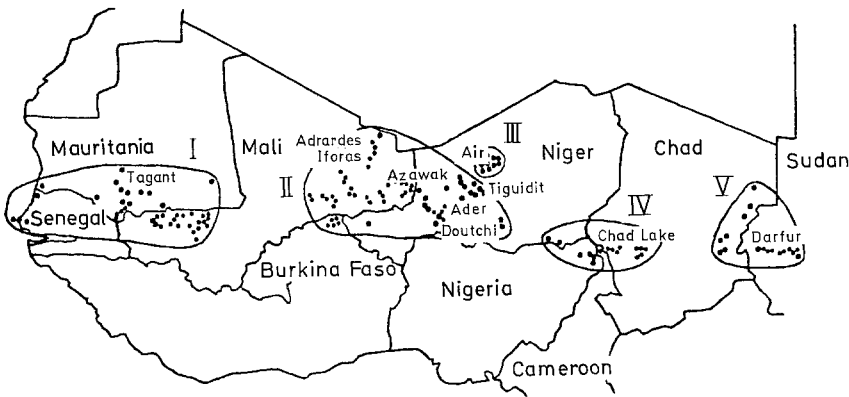 Mauritania
I
Mali
Adrardes
Iforas
III
Air
Niger
Chad
Sudan
Tagant
II
Azawak
Tiguidit
V
Senegal
Ader
Doutchi
IV
Chad Lake
Darfur
Burkina Faso
Nigeria
Cameroon